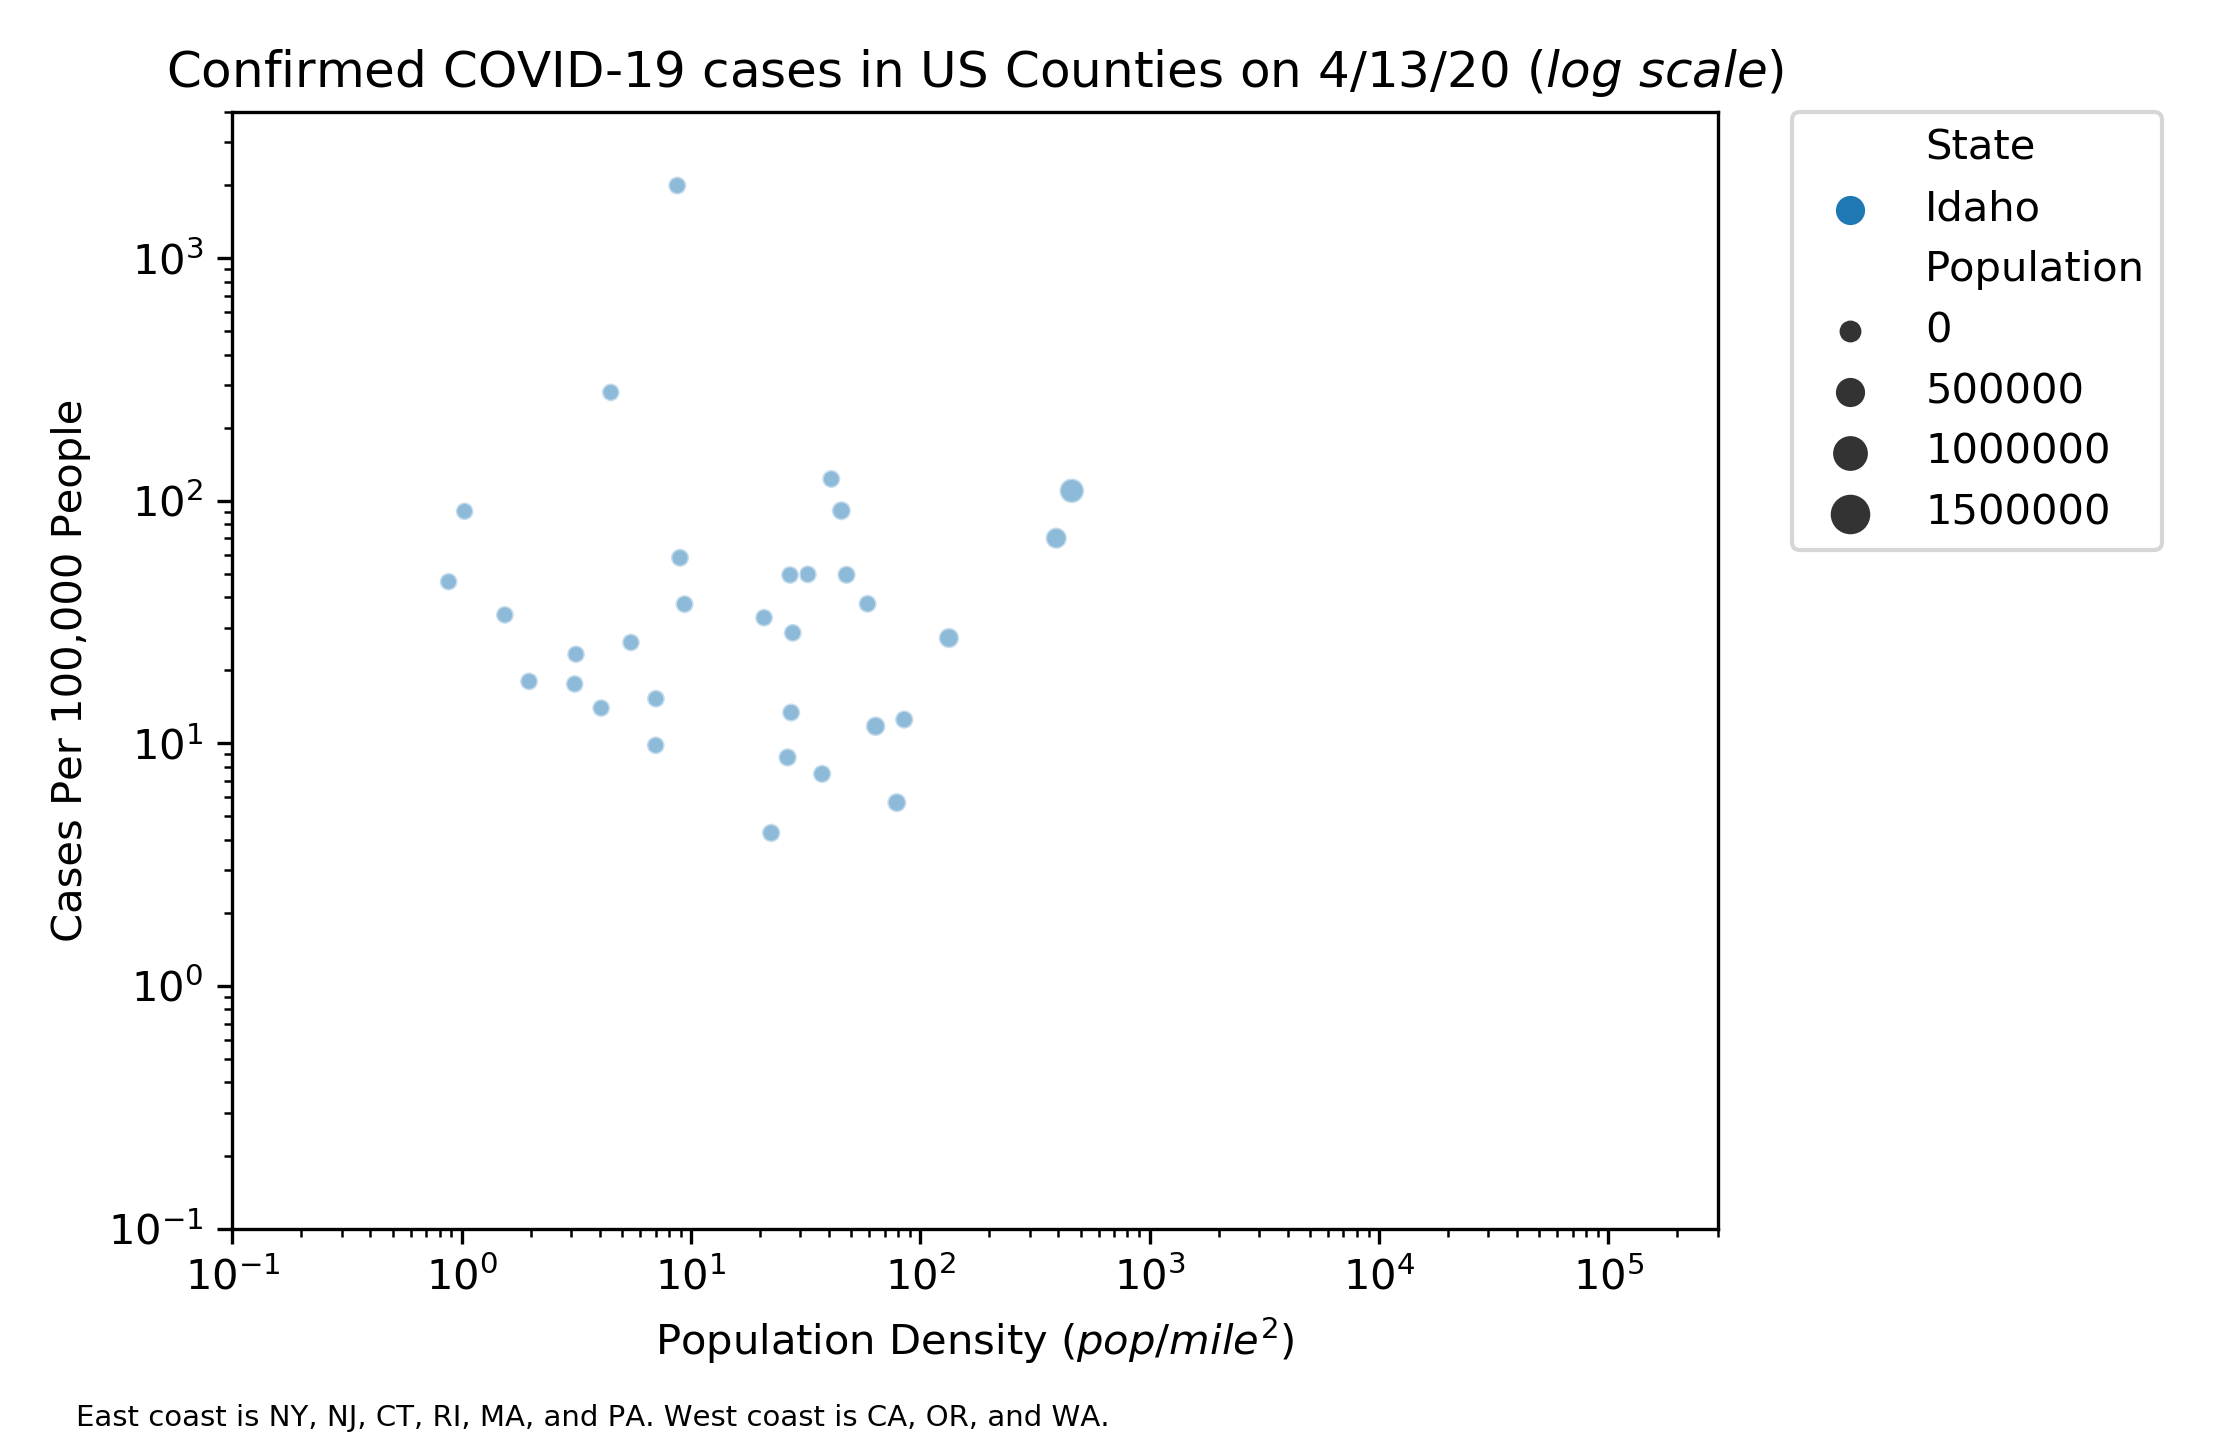 Confirmed COVID-19 cases in US Counties on 4/13/20 (log scale)
State
Idaho
Population
0
500000
1000000
1500000
Cases Per 100,000 People
10³
10²
10¹
10⁰
10⁻¹
10⁻¹ 10⁰ 10¹ 10² 10³ 10⁴ 10⁵
Population Density (pop/mile²)
East coast is NY, NJ, CT, RI, MA, and PA. West coast is CA, OR, and WA.